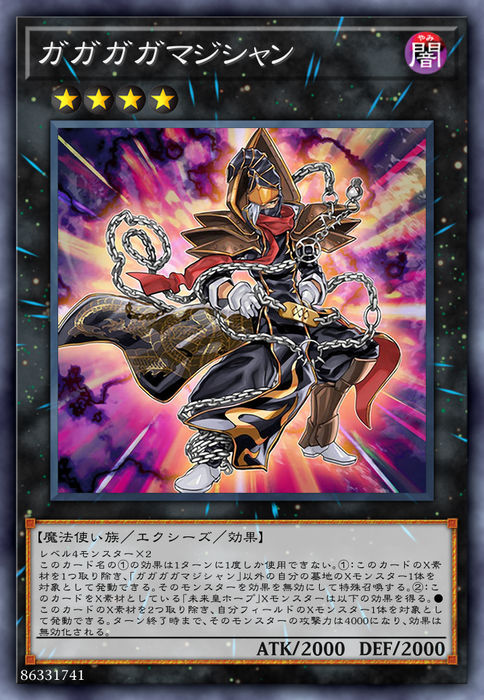 ガガガガマジシャン
やみ
闇
【魔法使い族/エクシーズ/効果】
レベル4モンスター×2
このカード名の①の効果は1ターンに1度しか使用できない。①:このカードのX素
材を1つ取り除き、「ガガガガマジシャン」以外の自分の墓地のXモンスター1体を
対象として発動できる。そのモンスターを効果を無効にして特殊召喚する。②:こ
のカードをX素材としている「未来皇ホープ」Xモンスターは以下の効果を得る。●
このカードのX素材を2つ取り除き、自分フィールドのXモンスター1体を対象とし
て発動できる。ターン終了時まで、そのモンスターの攻撃力は4000になり、効果は
無効化される。
ATK/2000 DEF/2000
86331741